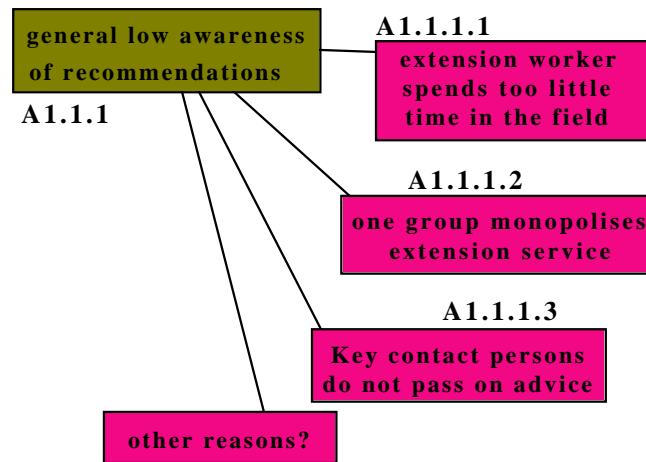 general low awareness
of recommendations
A1.1.1
A1.1.1.1
extension worker
spends too little
time in the field
A1.1.1.2
one group monopolises
extension service
A1.1.1.3
Key contact persons
do not pass on advice
other reasons?